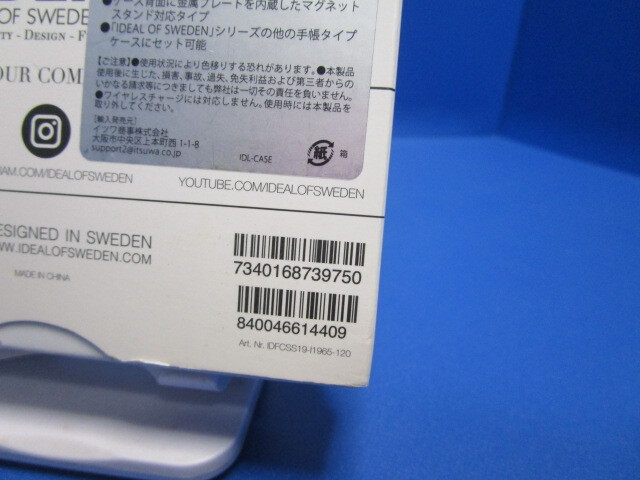 ケース背面に金属プレートを内蔵したマグネット
スタンド対応タイプ
●「IDEAL OF SWEDEN」シリーズの他の手帳タイプ
ケースにセット可能
OF SWEDEN
- DESIGN -
【ご注意】●使用状況により色移りする恐れがあります。●本製品
使用後に生じた、損害、事故、過失、免失利益および第三者からの
いかなる請求等につきましても弊社は一切その責任を負いません。
●ワイヤレスチャージには対応しません。使用時には本製品を
取り外してください。
OUR
[輸入発売元]
イツワ商事株式会社
大阪市中央区上本町西 1-1-8
support2@itsuwa.co.jp
IDL-CASE
紙
箱
AM.COM/IDEALOFSWEDEN
YOUTUBE.COM/IDEALOFSWEDEN
ESIGNED IN SWEDEN
WW.IDEALOFSWEDEN.COM
MADE IN CHINA
7340168739750
840046614409
Art. Nr. IDFCSS19-I1965-120